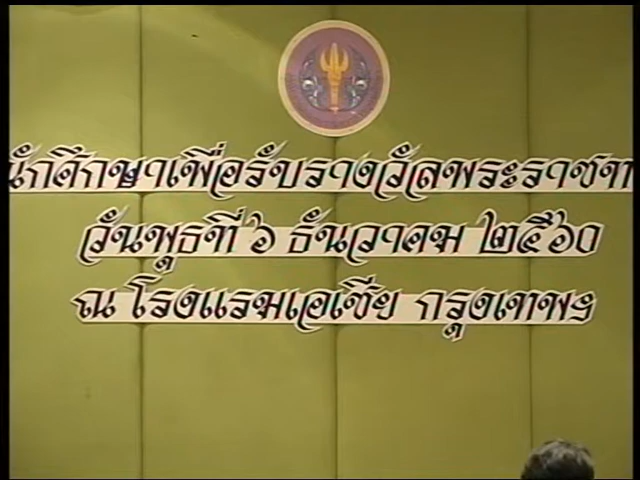 นักศึกษาเพื่อรับรางวัลพระราชท
วันพุธที่ ๖ ธันวาคม ๒๕๖๐
ณ โรงแรมเอเชีย กรุงเทพฯ